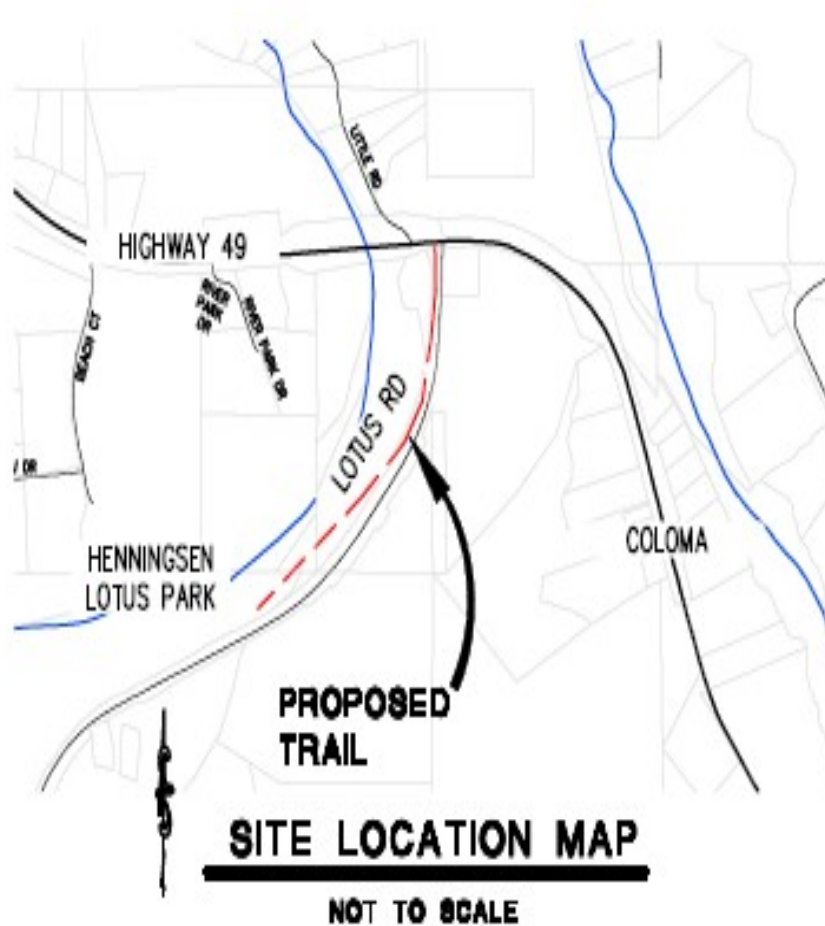 LITTLE RD
HIGHWAY 49
RIVER
PARK
DR
RIVER PARK DR
BEACH CT
LOTUS RD
DR
HENNINGSEN
LOTUS PARK
COLOMA
PROPOSED
TRAIL
SITE LOCATION MAP
NOT TO SCALE